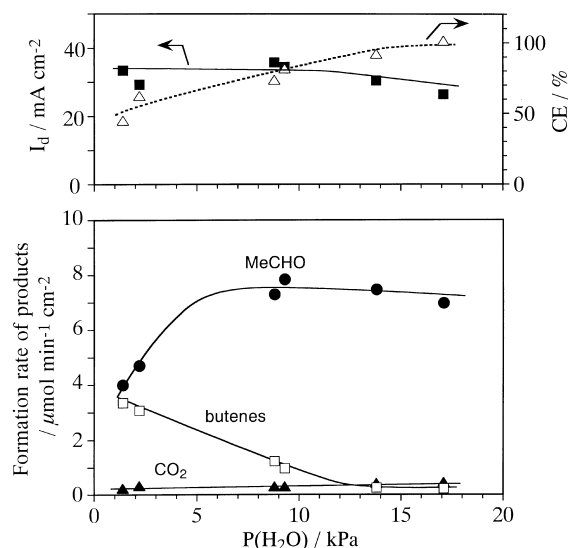 40
20
0
I_d / mA cm-2
100
50
0
CE / %
10
8
6
4
2
0
Formation rate of products
/ μmol min-1 cm-2
MeCHO
butenes
CO2
0
5
10
15
20
P(H2O) / kPa